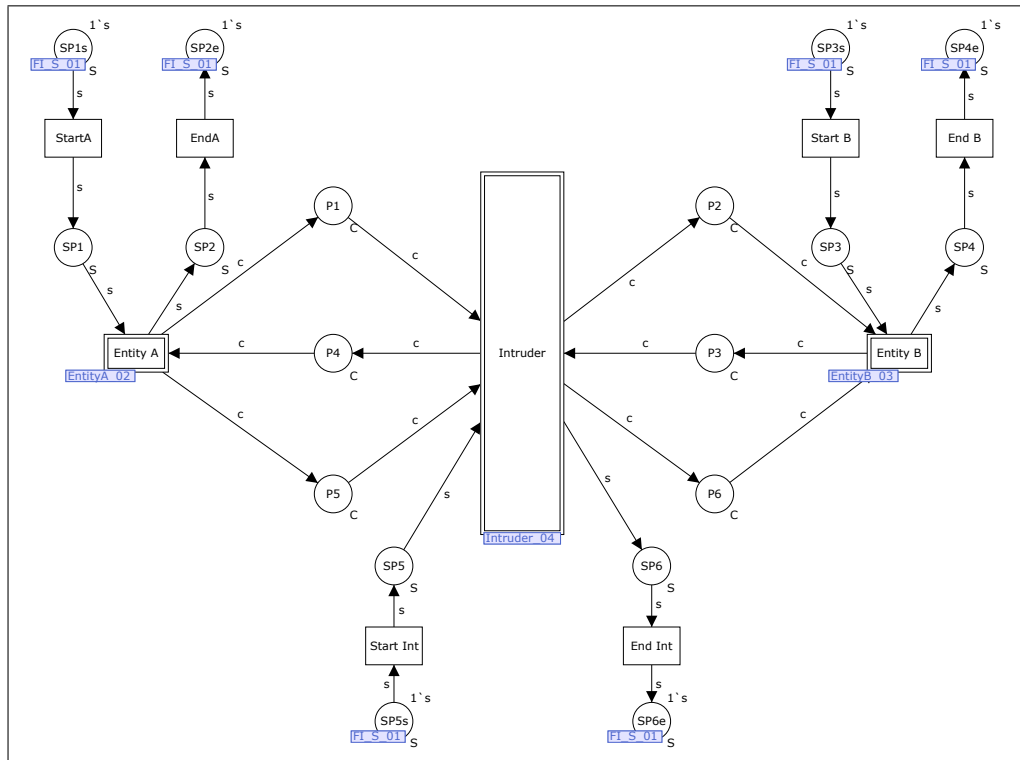 1`s
1`s
1`s
1`s
SP1s
SP2e
SP3s
SP4e
FI_S_01
FI_S_01
FI_S_01
FI_S_01
S
S
S
S
s
s
s
s
StartA
EndA
Start B
End B
s
s
s
s
P1
P2
C
C
SP1
SP2
SP3
SP4
S
S
S
S
c
c
c
c
s
s
s
s
Entity A
c
P4
c
Intruder
c
P3
c
Entity B
EntityA_02
C
C
EntityB_03
c
c
c
c
s
s
P5
P6
C
C
Intruder_04
SP5
SP6
S
S
s
s
Start Int
End Int
s
s
1`s
1`s
SP5s
SP6e
FI_S_01
FI_S_01
S
S